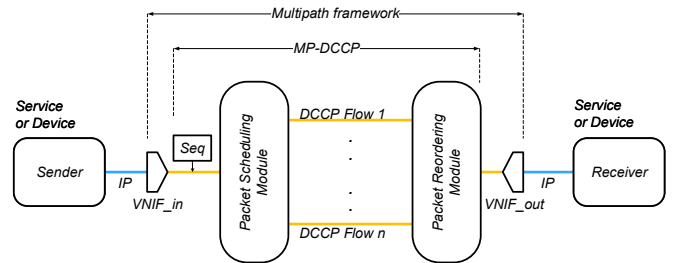 Multipath framework
MP-DCCP
Service
or Device
Sender
IP
VNIF_in
Seq
Packet Scheduling
Module
DCCP Flow 1
DCCP Flow n
Packet Reordering
Module
VNIF_out
IP
Service
or Device
Receiver